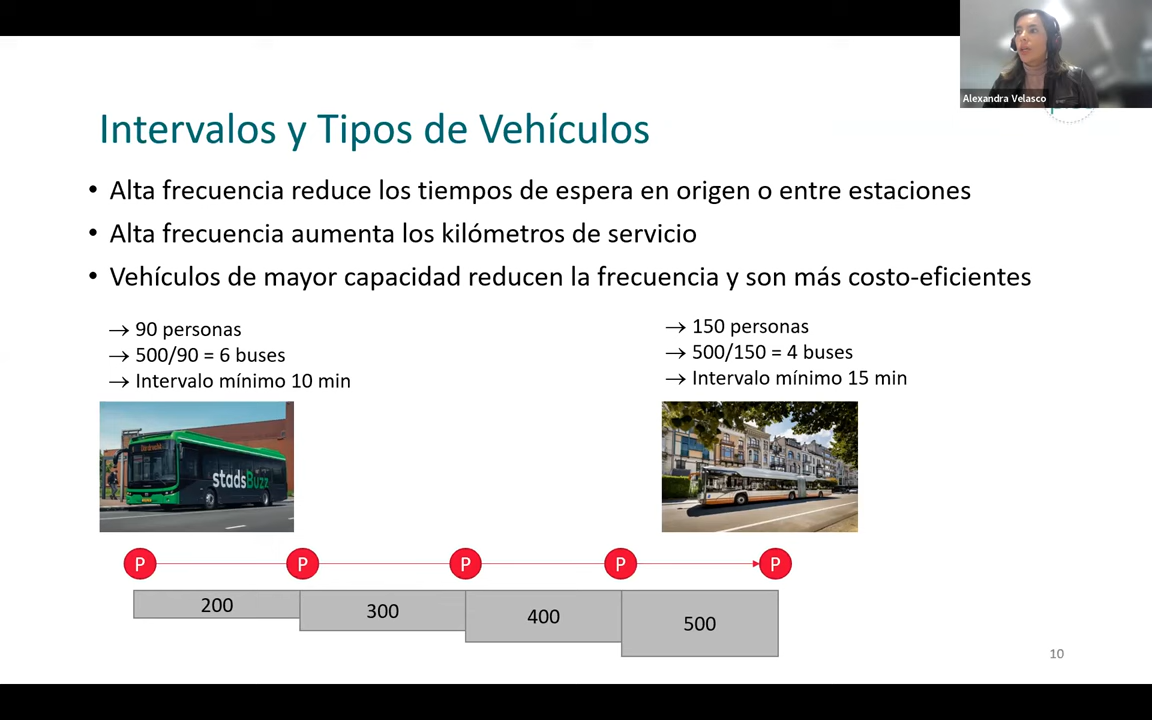 Alexandra Velasco
Intervalos y Tipos de Vehículos
• Alta frecuencia reduce los tiempos de espera en origen o entre estaciones
• Alta frecuencia aumenta los kilómetros de servicio
• Vehículos de mayor capacidad reducen la frecuencia y son más costo-eficientes
→ 90 personas
→ 500/90 = 6 buses
→ Intervalo mínimo 10 min
→ 150 personas
→ 500/150 = 4 buses
→ Intervalo mínimo 15 min
stadsBuzz
P P P P P
200 300 400 500
10